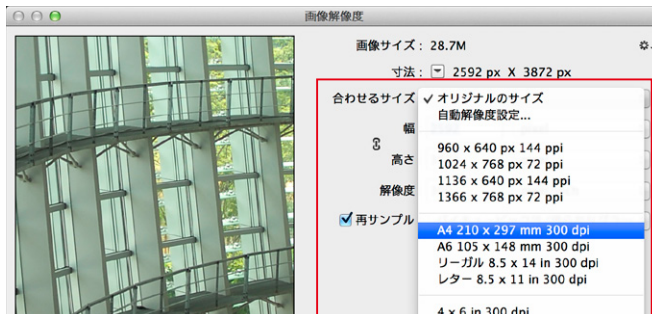 画像解像度
画像サイズ : 28.7M
寸法 : 2592 px X 3872 px
合わせるサイズ ✓ オリジナルのサイズ
自動解像度設定...
幅
960 x 640 px 144 ppi
高さ
1024 x 768 px 72 ppi
1136 x 640 px 144 ppi
解像度
1366 x 768 px 72 ppi
再サンプル
A4 210 x 297 mm 300 dpi
A6 105 x 148 mm 300 dpi
リーガル 8.5 x 14 in 300 dpi
レター 8.5 x 11 in 300 dpi
4 x 6 in 300 dpi